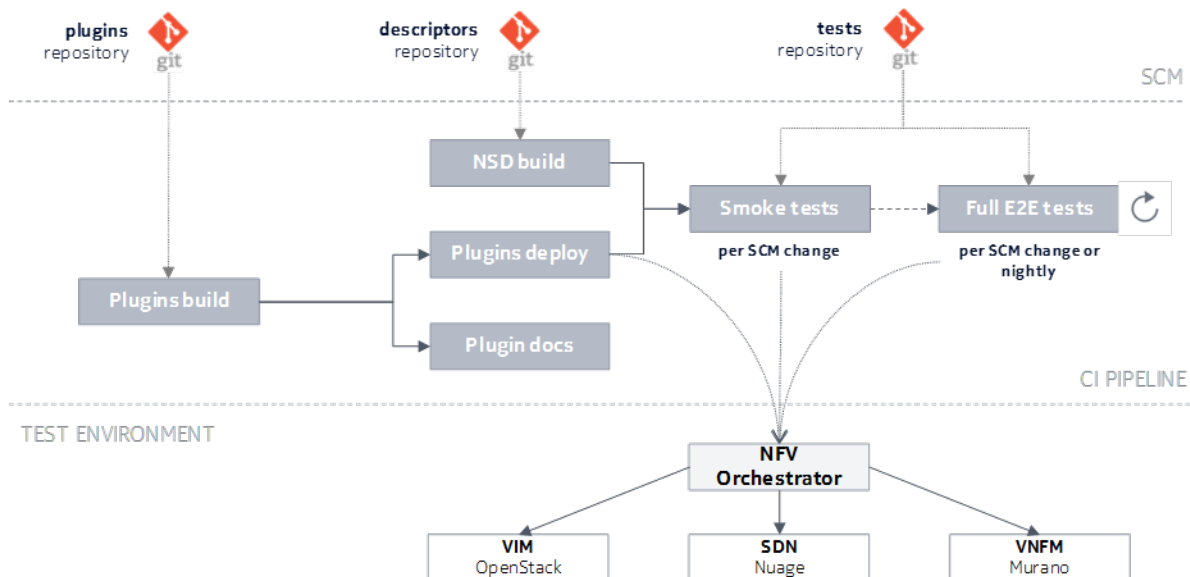 plugins
repository
git
descriptors
repository
git
tests
repository
git
SCM
NSD build
Smoke tests
Full E2E tests
Plugins deploy
per SCM change
per SCM change or
nightly
Plugins build
Plugin docs
CI PIPELINE
TEST ENVIRONMENT
NFV
Orchestrator
VIM
OpenStack
SDN
Nuage
VNFM
Murano